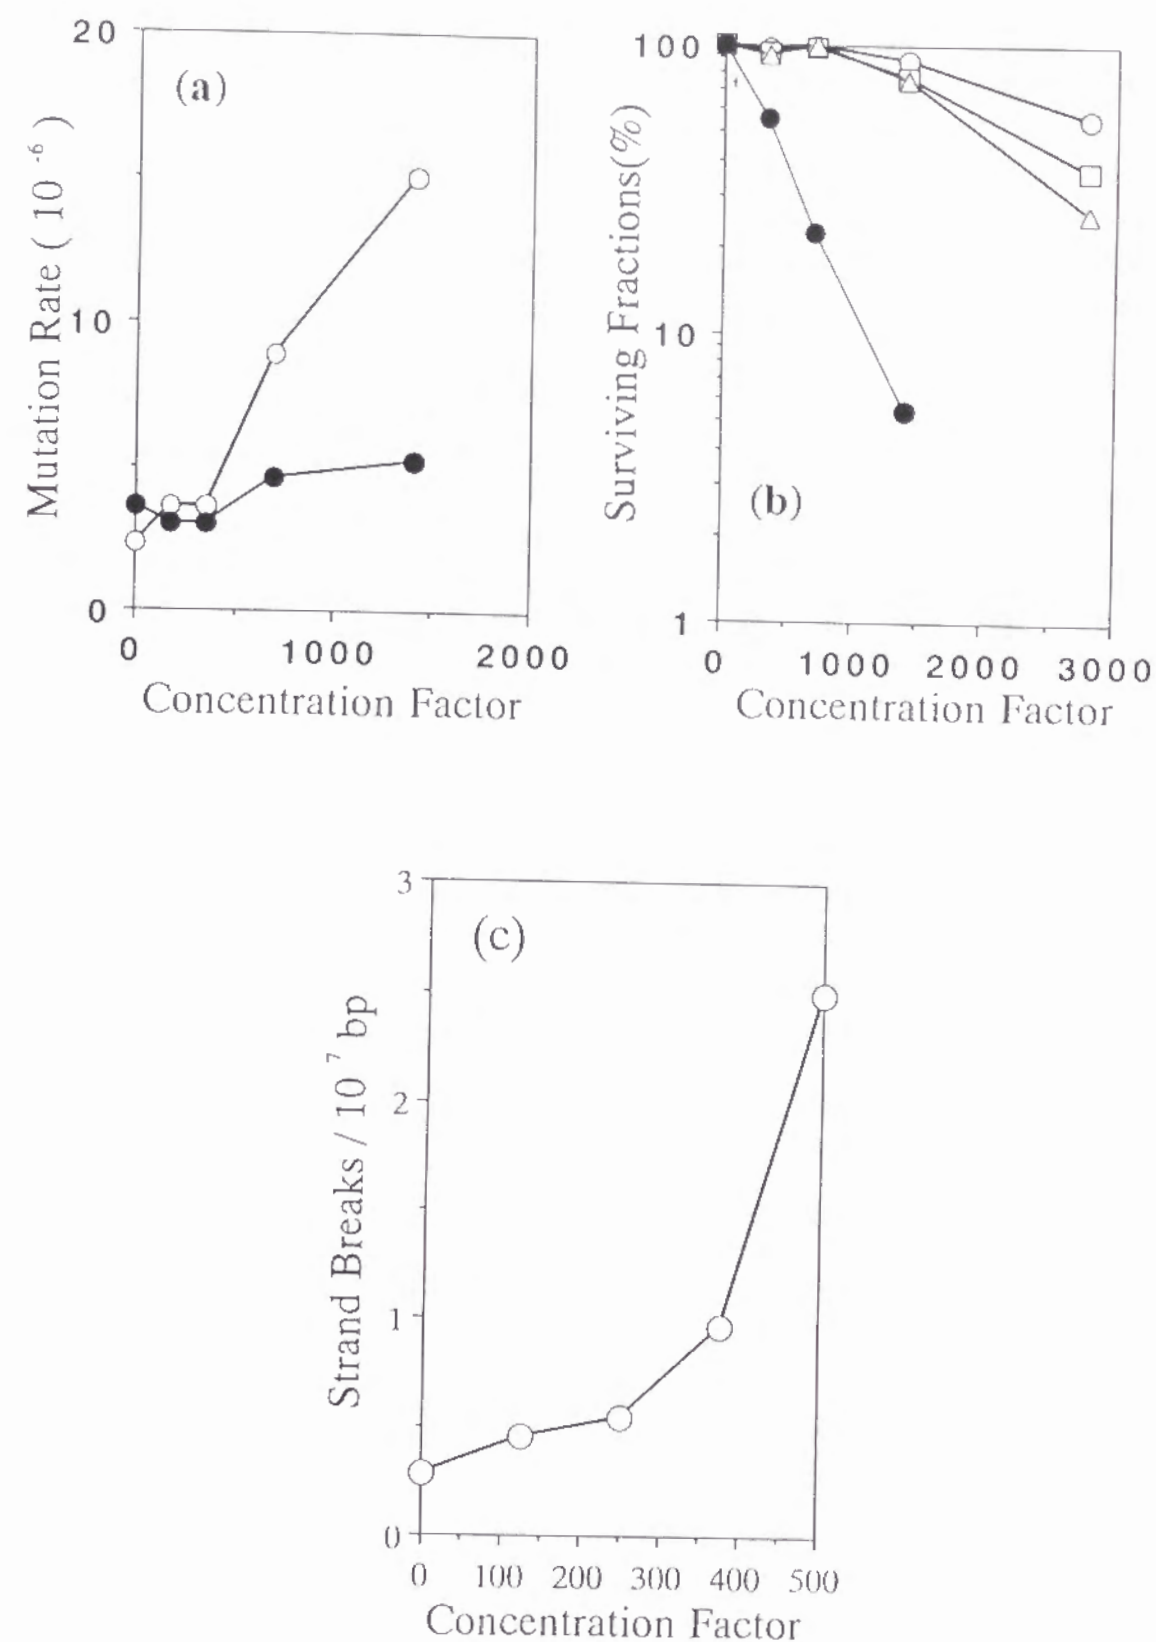 (a)
20
10
0
Mutation Rate ( 10 -6 )
0 1000 2000
Concentration Factor
(b)
100
10
1
Surviving Fractions(%)
0 1000 2000 3000
Concentration Factor
(c)
3
2
1
0
Strand Breaks / 10 7 bp
0 100 200 300 400 500
Concentration Factor